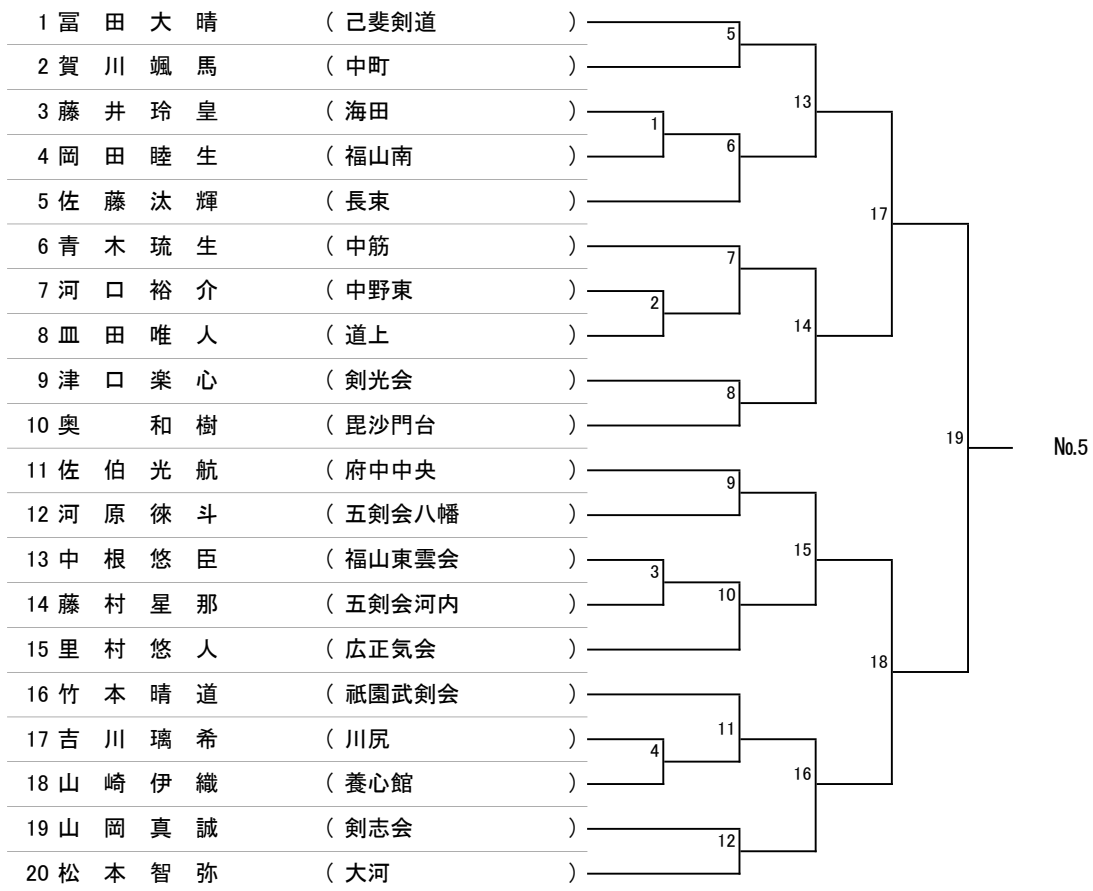 1 冨 田 大 晴 ( 己斐剣道 )
5
2 賀 川 颯 馬 ( 中町 )
13
3 藤 井 玲 皇 ( 海田 )
1
6
4 岡 田 睦 生 ( 福山南 )
5 佐 藤 汰 輝 ( 長束 )
17
6 青 木 琉 生 ( 中筋 )
7
7 河 口 裕 介 ( 中野東 )
2
14
8 皿 田 唯 人 ( 道上 )
9 津 口 楽 心 ( 剣光会 )
8
10 奥 和 樹 ( 毘沙門台 )
19 №5
11 佐 伯 光 航 ( 府中中央 )
9
12 河 原 徠 斗 ( 五剣会八幡 )
15
13 中 根 悠 臣 ( 福山東雲会 )
3
10
14 藤 村 星 那 ( 五剣会河内 )
15 里 村 悠 人 ( 広正気会 )
18
16 竹 本 晴 道 ( 祇園武剣会 )
11
17 吉 川 璃 希 ( 川尻 )
4
16
18 山 崎 伊 織 ( 養心館 )
19 山 岡 真 誠 ( 剣志会 )
12
20 松 本 智 弥 ( 大河 )